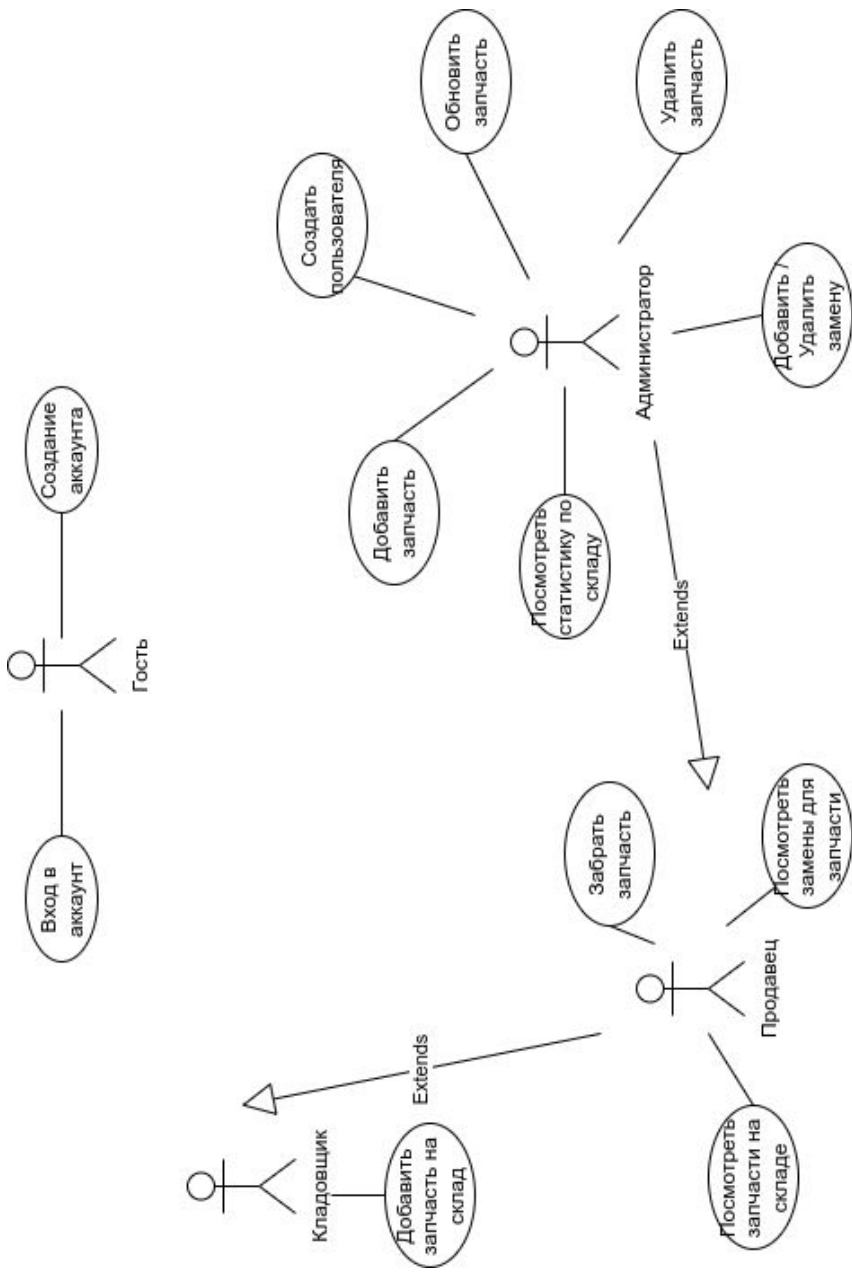 Вход в
аккаунт
Гость
Создание
аккаунта
Кладовщик
Добавить
запчасть на
склад
Extends
Посмотреть
запчасти на
складе
Продавец
Забрать
запчасть
Посмотреть
замены для
запчасти
Extends
Добавить
запчасть
Посмотреть
статистику по
складу
Создать
пользователя
Администратор
Обновить
запчасть
Удалить
запчасть
Добавить /
Удалить
замену